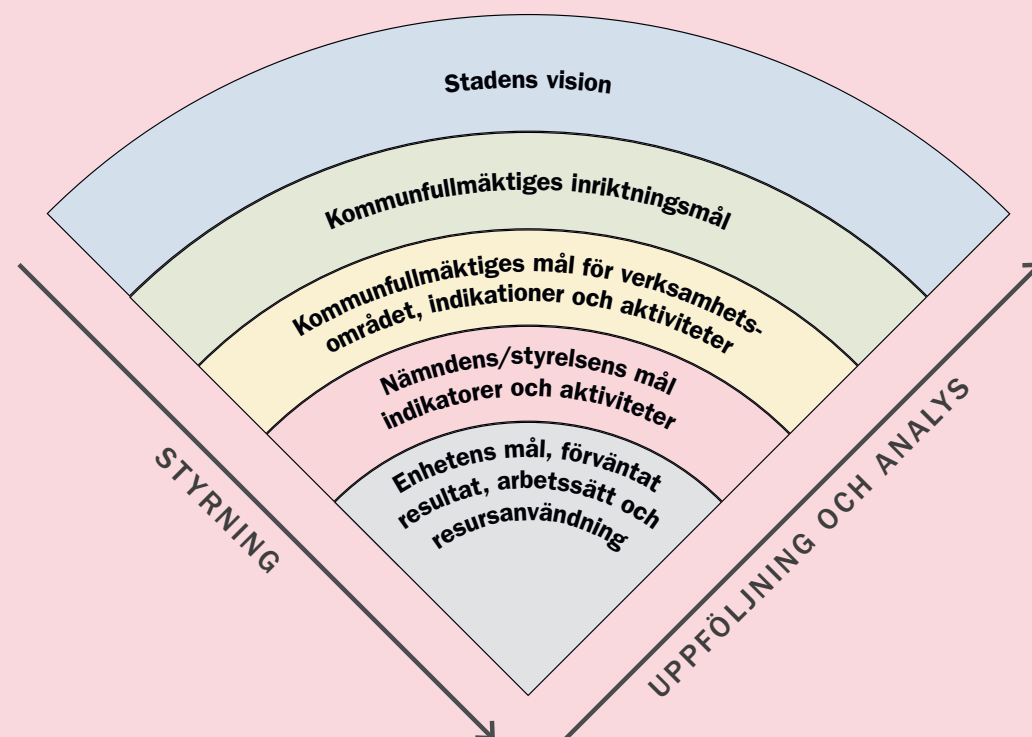 Stadens vision
Kommunfullmäktiges inriktningsmål
Kommunfullmäktiges mål för verksamhets-
området, indikationer och aktiviteter
Nämndens/styrelsens mål
indikatorer och aktiviteter
Enhetens mål, förväntat
resultat, arbetssätt och
resursanvändning
STYRNING
UPPFÖLJNING OCH ANALYS